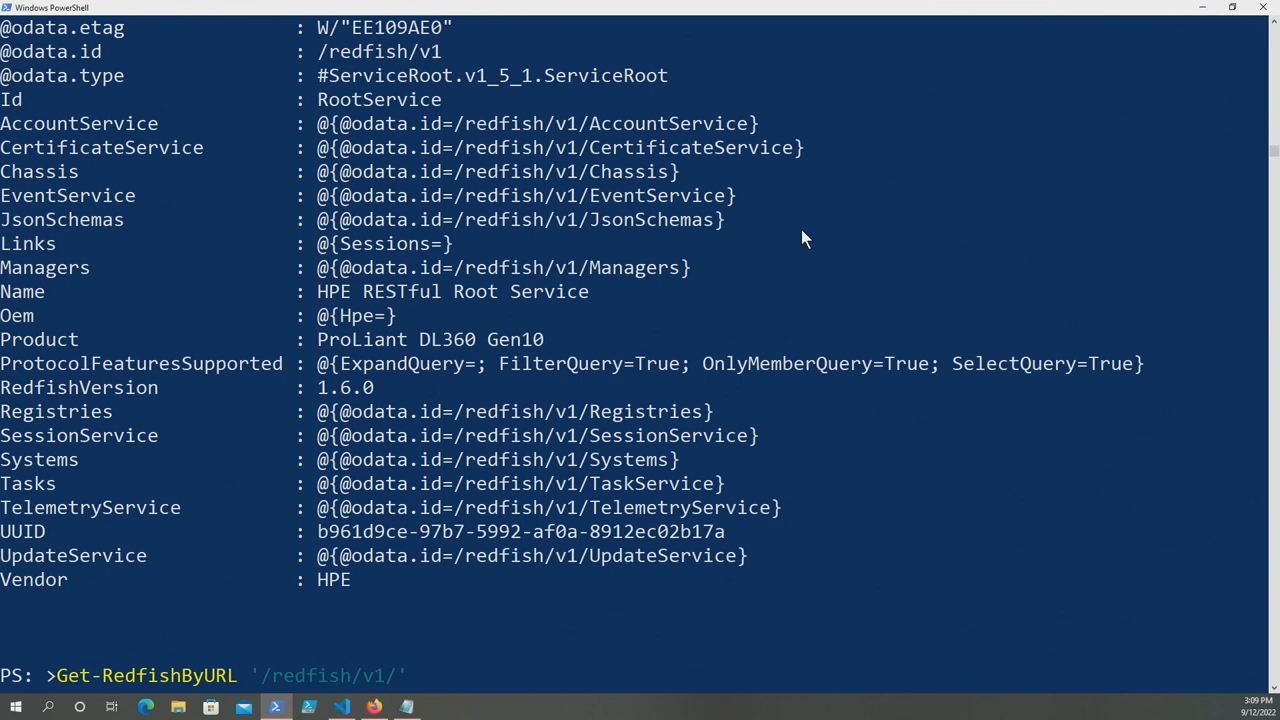 Windows PowerShell
@odata.etag : W/"EE109AE0"
@odata.id : /redfish/v1
@odata.type : #ServiceRoot.v1_5_1.ServiceRoot
Id : RootService
AccountService : @{@odata.id=/redfish/v1/AccountService}
CertificateService : @{@odata.id=/redfish/v1/CertificateService}
Chassis : @{@odata.id=/redfish/v1/Chassis}
EventService : @{@odata.id=/redfish/v1/EventService}
JsonSchemas : @{@odata.id=/redfish/v1/JsonSchemas}
Links : @{Sessions=}
Managers : @{@odata.id=/redfish/v1/Managers}
Name : HPE RESTful Root Service
Oem : @{Hpe=}
Product : ProLiant DL360 Gen10
ProtocolFeaturesSupported : @{ExpandQuery=; FilterQuery=True; OnlyMemberQuery=True; SelectQuery=True}
RedfishVersion : 1.6.0
Registries : @{@odata.id=/redfish/v1/Registries}
SessionService : @{@odata.id=/redfish/v1/SessionService}
Systems : @{@odata.id=/redfish/v1/Systems}
Tasks : @{@odata.id=/redfish/v1/TaskService}
TelemetryService : @{@odata.id=/redfish/v1/TelemetryService}
UUID : b961d9ce-97b7-5992-af0a-8912ec02b17a
UpdateService : @{@odata.id=/redfish/v1/UpdateService}
Vendor : HPE
PS: >Get-RedfishByURL '/redfish/v1/'
3:09 PM
9/12/2022